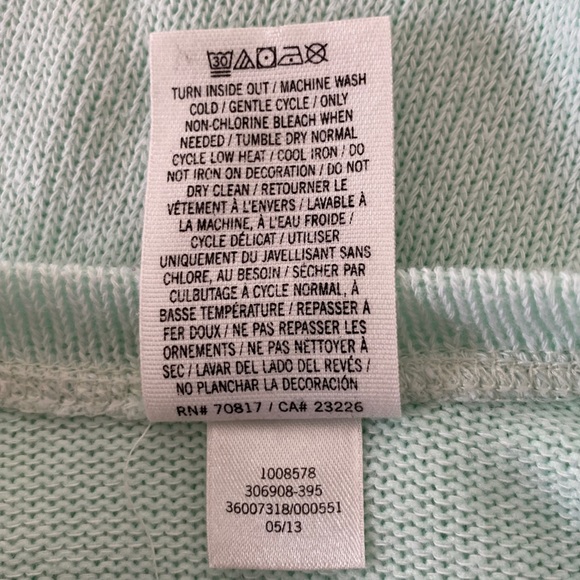 30
TURN INSIDE OUT / MACHINE WASH
COLD / GENTLE CYCLE / ONLY
NON-CHLORINE BLEACH WHEN
NEEDED / TUMBLE DRY NORMAL
CYCLE LOW HEAT / COOL IRON / DO
NOT IRON ON DECORATION / DO NOT
DRY CLEAN / RETOURNER LE
VÊTEMENT À L'ENVERS / LAVABLE À
LA MACHINE, À L'EAU FROIDE /
CYCLE DÉLICAT / UTILISER
UNIQUEMENT DU JAVELLISANT SANS
CHLORE, AU BESOIN / SÉCHER PAR
CULBUTAGE À CYCLE NORMAL, À
BASSE TEMPÉRATURE / REPASSER À
FER DOUX / NE PAS REPASSER LES
ORNEMENTS / NE PAS NETTOYER À
SEC / LAVAR DEL LADO DEL REVÉS /
NO PLANCHAR LA DECORACIÓN
RN# 70817 / CA# 23226
1008578
306908-395
36007318/000551
05/13